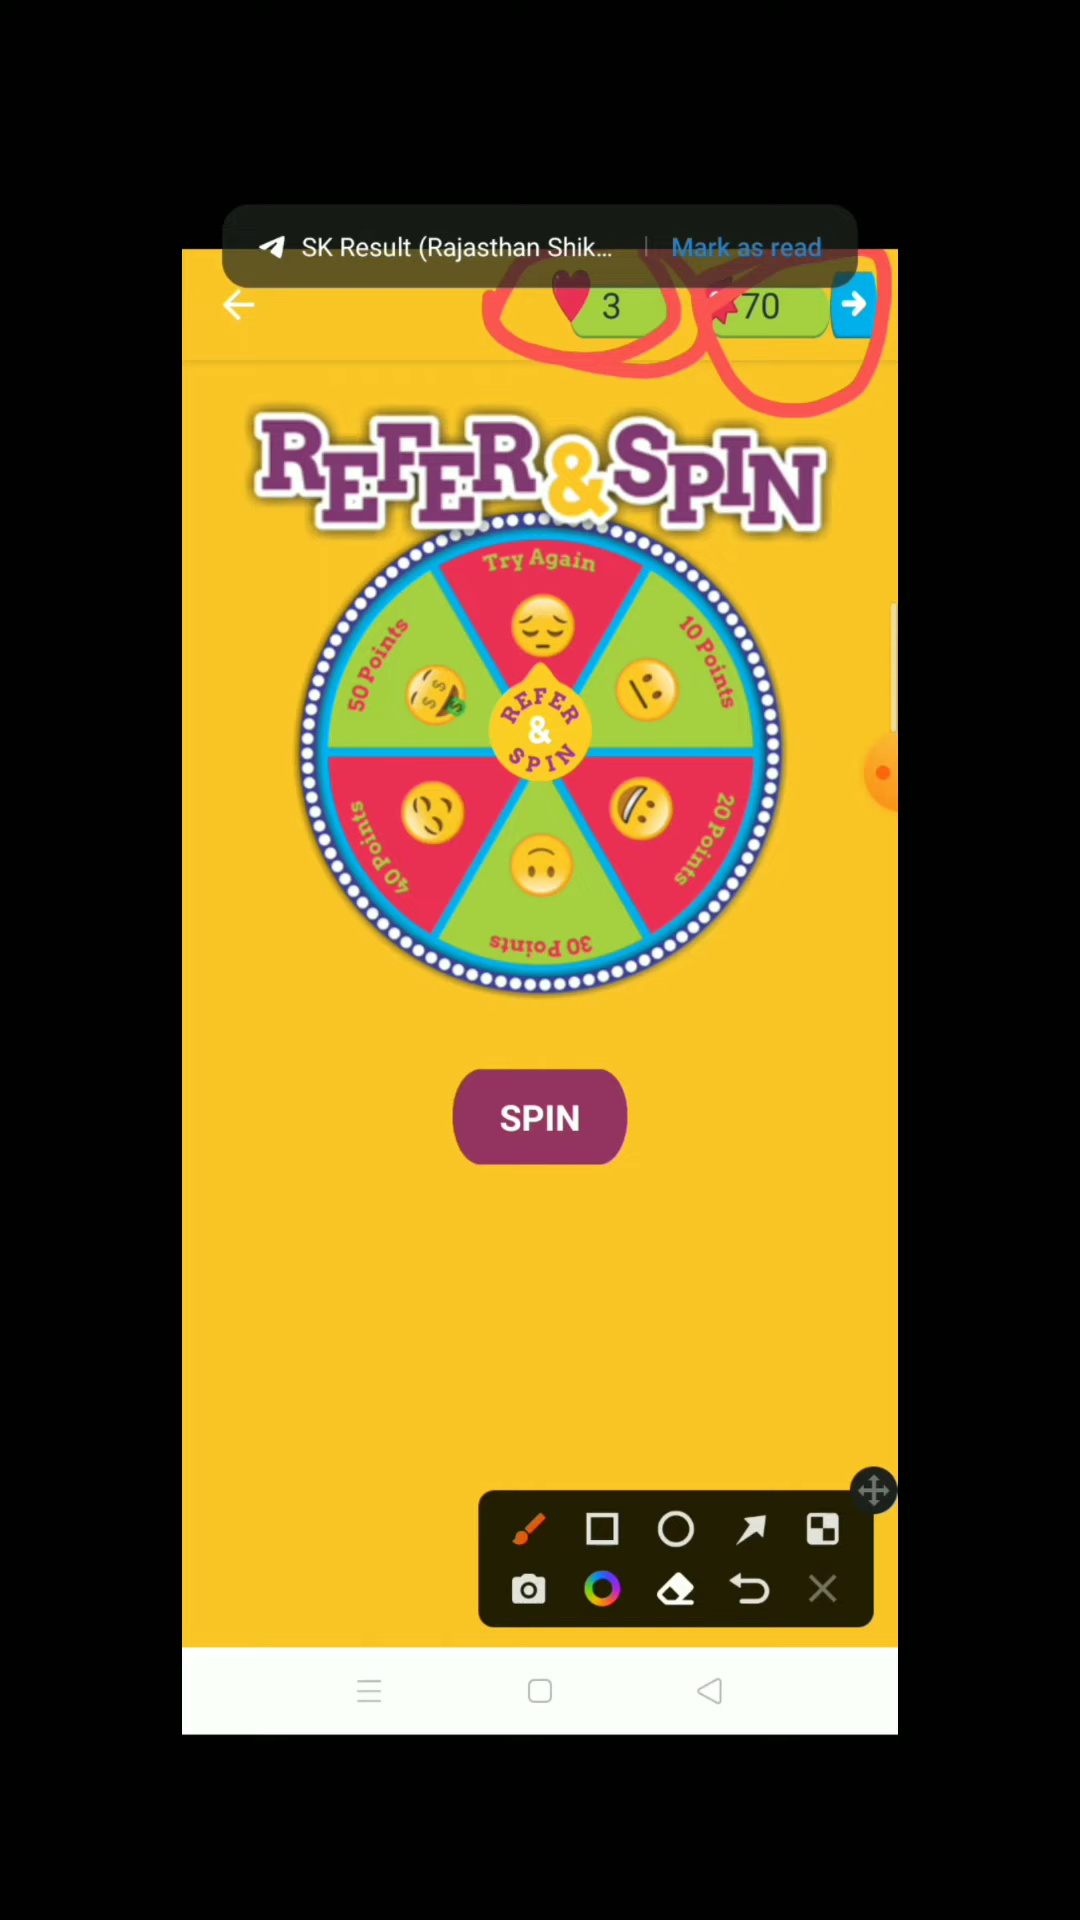 SK Result (Rajasthan Shik... Mark as read
3 70
REFER & SPIN
Try Again
10 Points
20 Points
30 Points
40 Points
50 Points
REFER
&
SPIN
SPIN